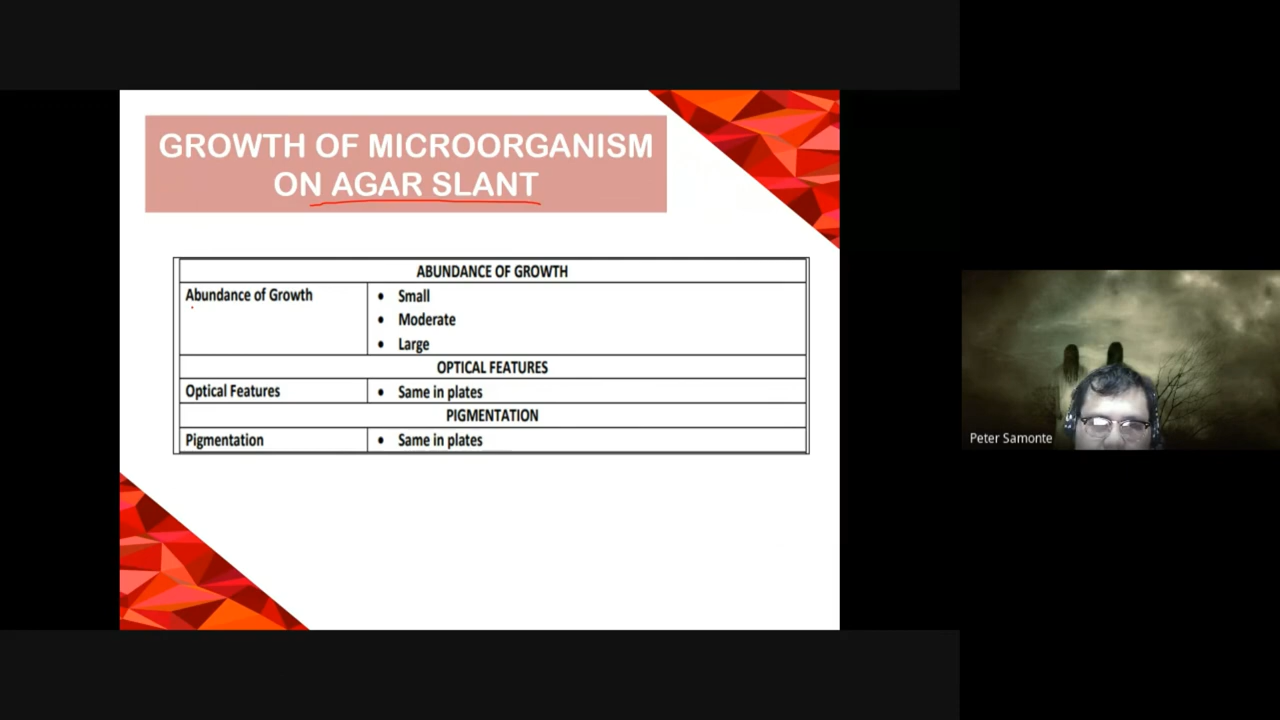 GROWTH OF MICROORGANISM
ON AGAR SLANT
ABUNDANCE OF GROWTH
Abundance of Growth
• Small
• Moderate
• Large
OPTICAL FEATURES
Optical Features
• Same in plates
PIGMENTATION
Pigmentation
• Same in plates
Peter Samonte